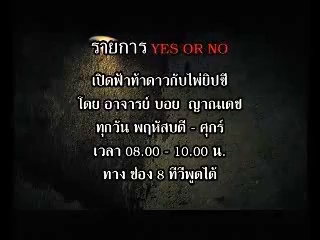 รายการ YES OR NO
เปิดฟ้าท้าดาวกับไพ่ยิปซี
โดย อาจารย์ บอย ญาณเดช
ทุกวัน พฤหัสบดี - ศุกร์
เวลา 08.00 - 10.00 น.
ทาง ช่อง 8 ทีวีพูดได้